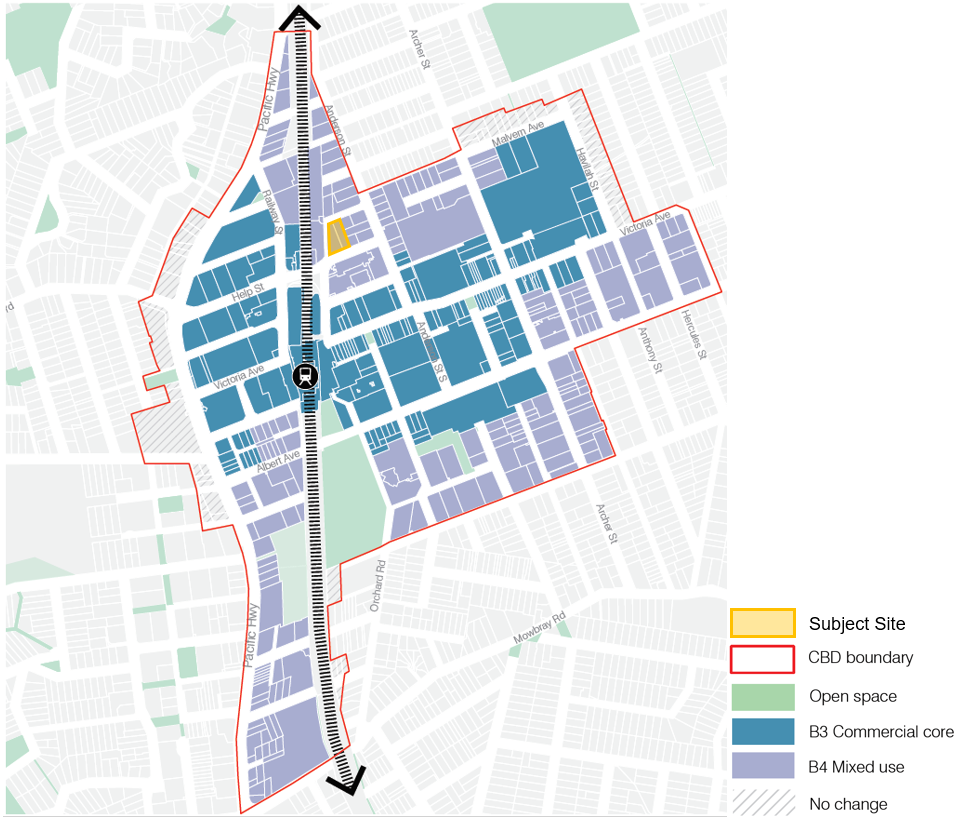 Archer St
Pacific Hwy
Anderson St
Malvern Ave
Havilah St
Railway St
Victoria Ave
Help St
Anderson St S
Hercules St
Anthony St
Victoria Ave
Albert Ave
Archer St
Orchard Rd
Pacific Hwy
Mowbray Rd
Subject Site
CBD boundary
Open space
B3 Commercial core
B4 Mixed use
No change